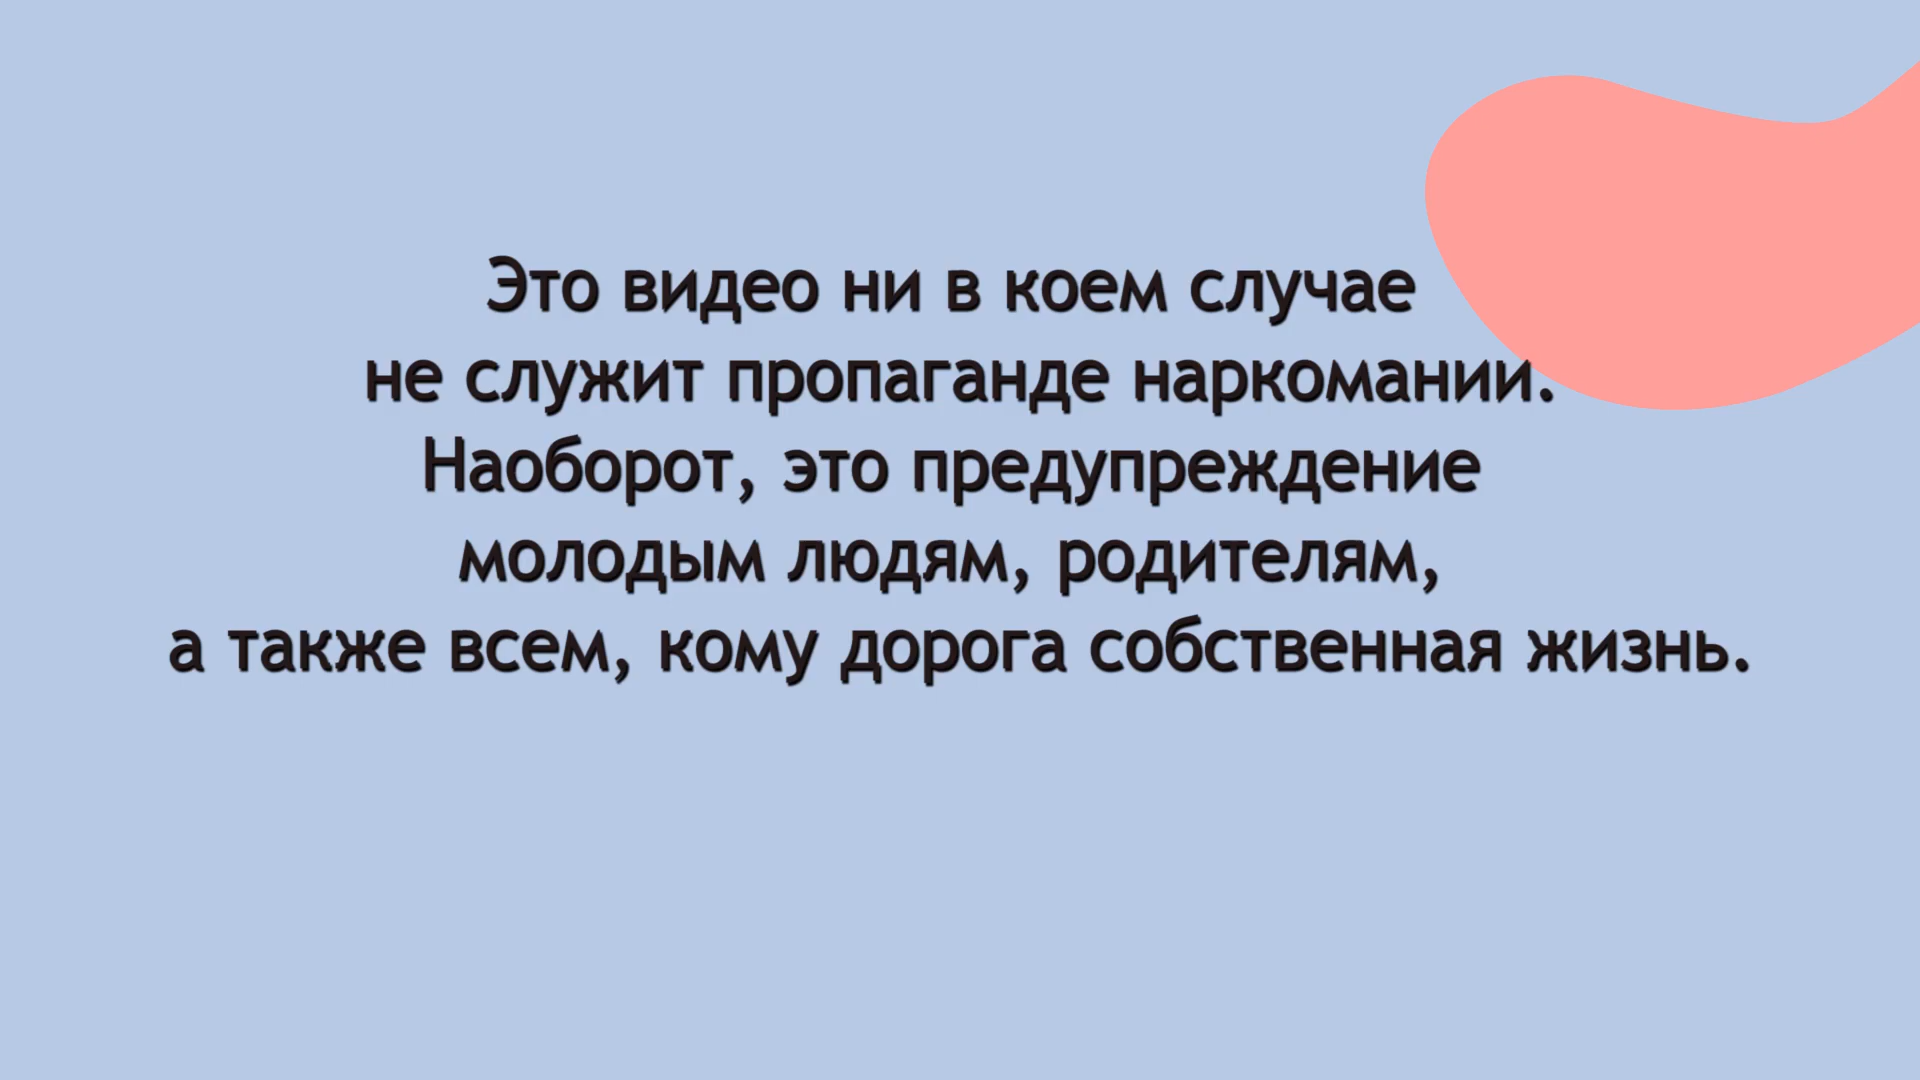 Это видео ни в коем случае
не служит пропаганде наркомании.
Наоборот, это предупреждение
молодым людям, родителям,
а также всем, кому дорога собственная жизнь.